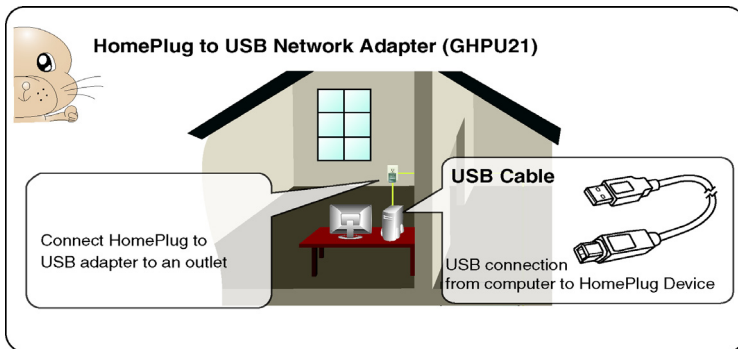 HomePlug to USB Network Adapter (GHPU21)
Connect HomePlug to
USB adapter to an outlet
USB Cable
USB connection
from computer to HomePlug Device